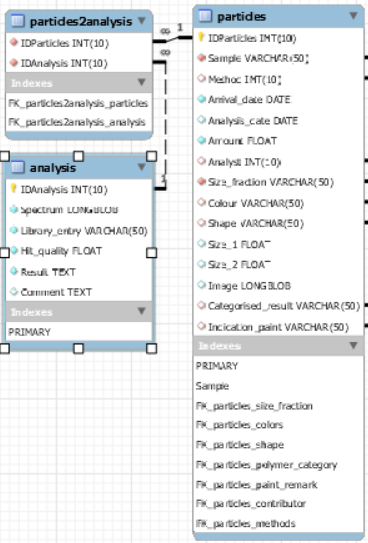 particles2analysis
IDParticles INT(10)
IDAnalysis INT(10)
Indexes
FK_particles2analysis_particles
FK_particles2analysis_analysis
∞
1
∞
1
analysis
IDAnalysis INT(10)
Spectrum LONGBLOB
Library_entry VARCHAR(50)
Hit_quality FLOAT
Result TEXT
Comment TEXT
Indexes
PRIMARY
particles
IDParticles INT(10)
Sample VARCHAR(50)
Method INT(10)
Arrival_date DATE
Analysis_date DATE
Amount FLOAT
Analyst INT(10)
Size_fraction VARCHAR(50)
Colour VARCHAR(50)
Shape VARCHAR(50)
Size_1 FLOAT
Size_2 FLOAT
Image LONGBLOB
Categorised_result VARCHAR(50)
Indication_paint VARCHAR(50)
Indexes
PRIMARY
Sample
FK_particles_size_fraction
FK_particles_colors
FK_particles_shape
FK_particles_polymer_category
FK_particles_paint_remark
FK_particles_contributor
FK_particles_methods